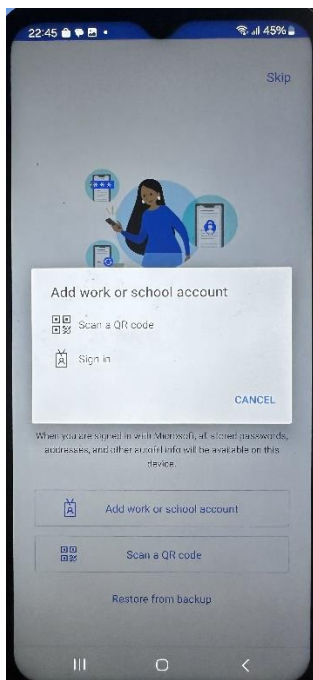 22:45
45%
Skip
Add work or school account
Scan a QR code
Sign in
CANCEL
When you are signed in with Microsoft, all stored passwords,
addresses, and other autofill info will be available on this
device.
Add work or school account
Scan a QR code
Restore from backup